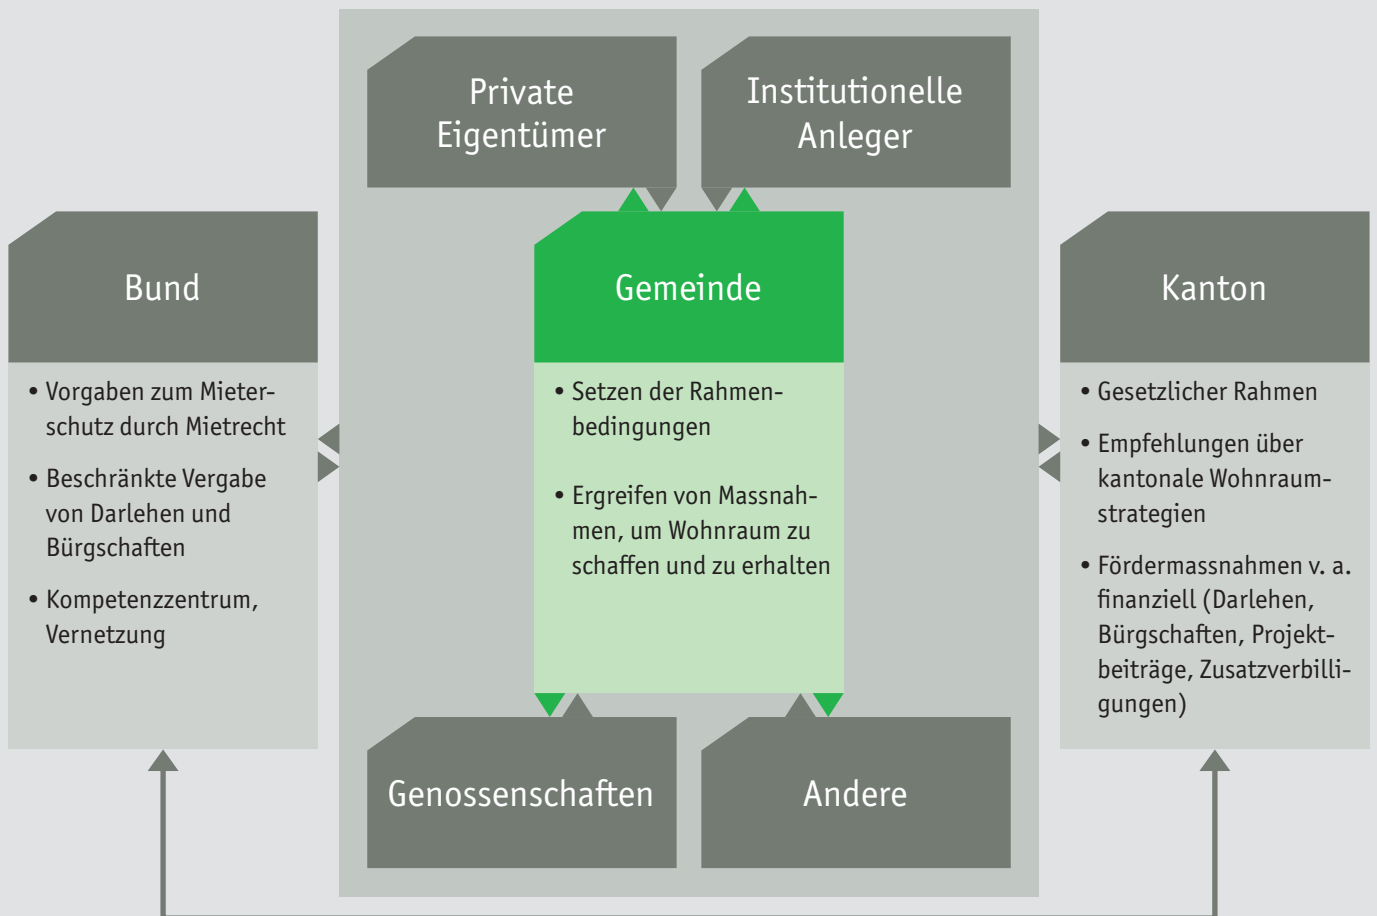 Private
Eigentümer
Institutionelle
Anleger
Bund
• Vorgaben zum Mieter-
schutz durch Mietrecht
• Beschränkte Vergabe
von Darlehen und
Bürgschaften
• Kompetenzzentrum,
Vernetzung
Gemeinde
• Setzen der Rahmen-
bedingungen
• Ergreifen von Massnah-
men, um Wohnraum zu
schaffen und zu erhalten
Kanton
• Gesetzlicher Rahmen
• Empfehlungen über
kantonale Wohnraum-
strategien
• Fördermassnahmen v. a.
finanziell (Darlehen,
Bürgschaften, Projekt-
beiträge, Zusatzverbilli-
gungen)
Genossenschaften
Andere